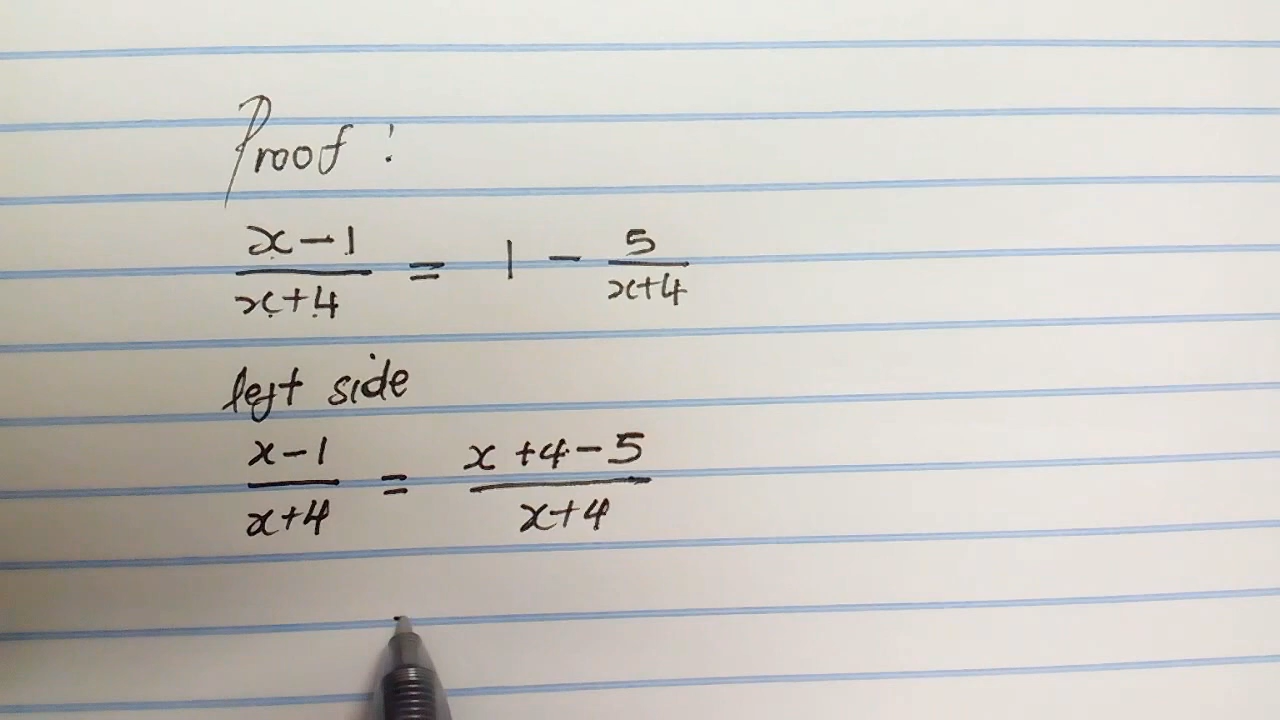 Proof :
x-1/x+4 = 1 - 5/x+4
left side
x-1/x+4 = x+4-5/x+4